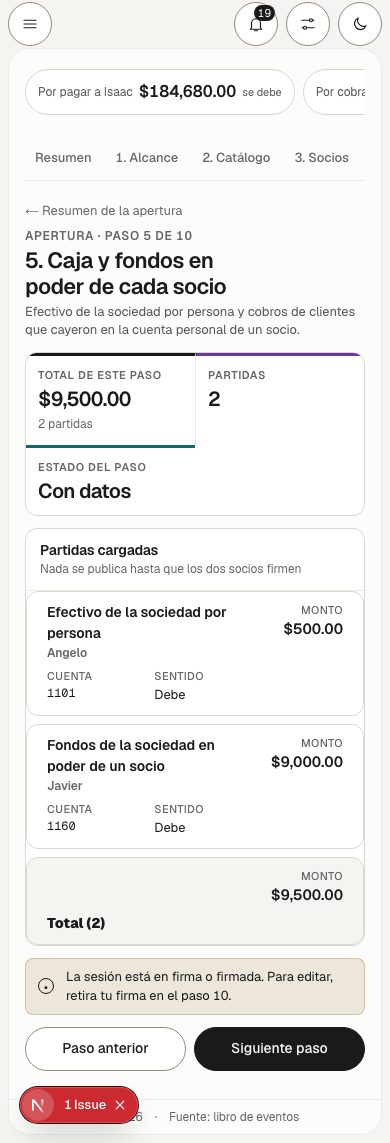 19
Por pagar a Isaac $184,680.00 se debe
Por cobra
Resumen 1. Alcance 2. Catálogo 3. Socios
← Resumen de la apertura
APERTURA · PASO 5 DE 10
5. Caja y fondos en
poder de cada socio
Efectivo de la sociedad por persona y cobros de clientes
que cayeron en la cuenta personal de un socio.
TOTAL DE ESTE PASO
$9,500.00
2 partidas
PARTIDAS
2
ESTADO DEL PASO
Con datos
Partidas cargadas
Nada se publica hasta que los dos socios firmen
Efectivo de la sociedad por
persona
Angelo
MONTO
$500.00
CUENTA
1101
SENTIDO
Debe
Fondos de la sociedad en
poder de un socio
Javier
MONTO
$9,000.00
CUENTA
1160
SENTIDO
Debe
MONTO
$9,500.00
Total (2)
La sesión está en firma o firmada. Para editar,
retira tu firma en el paso 10.
Paso anterior
Siguiente paso
N 1 Issue
26 · Fuente: libro de eventos